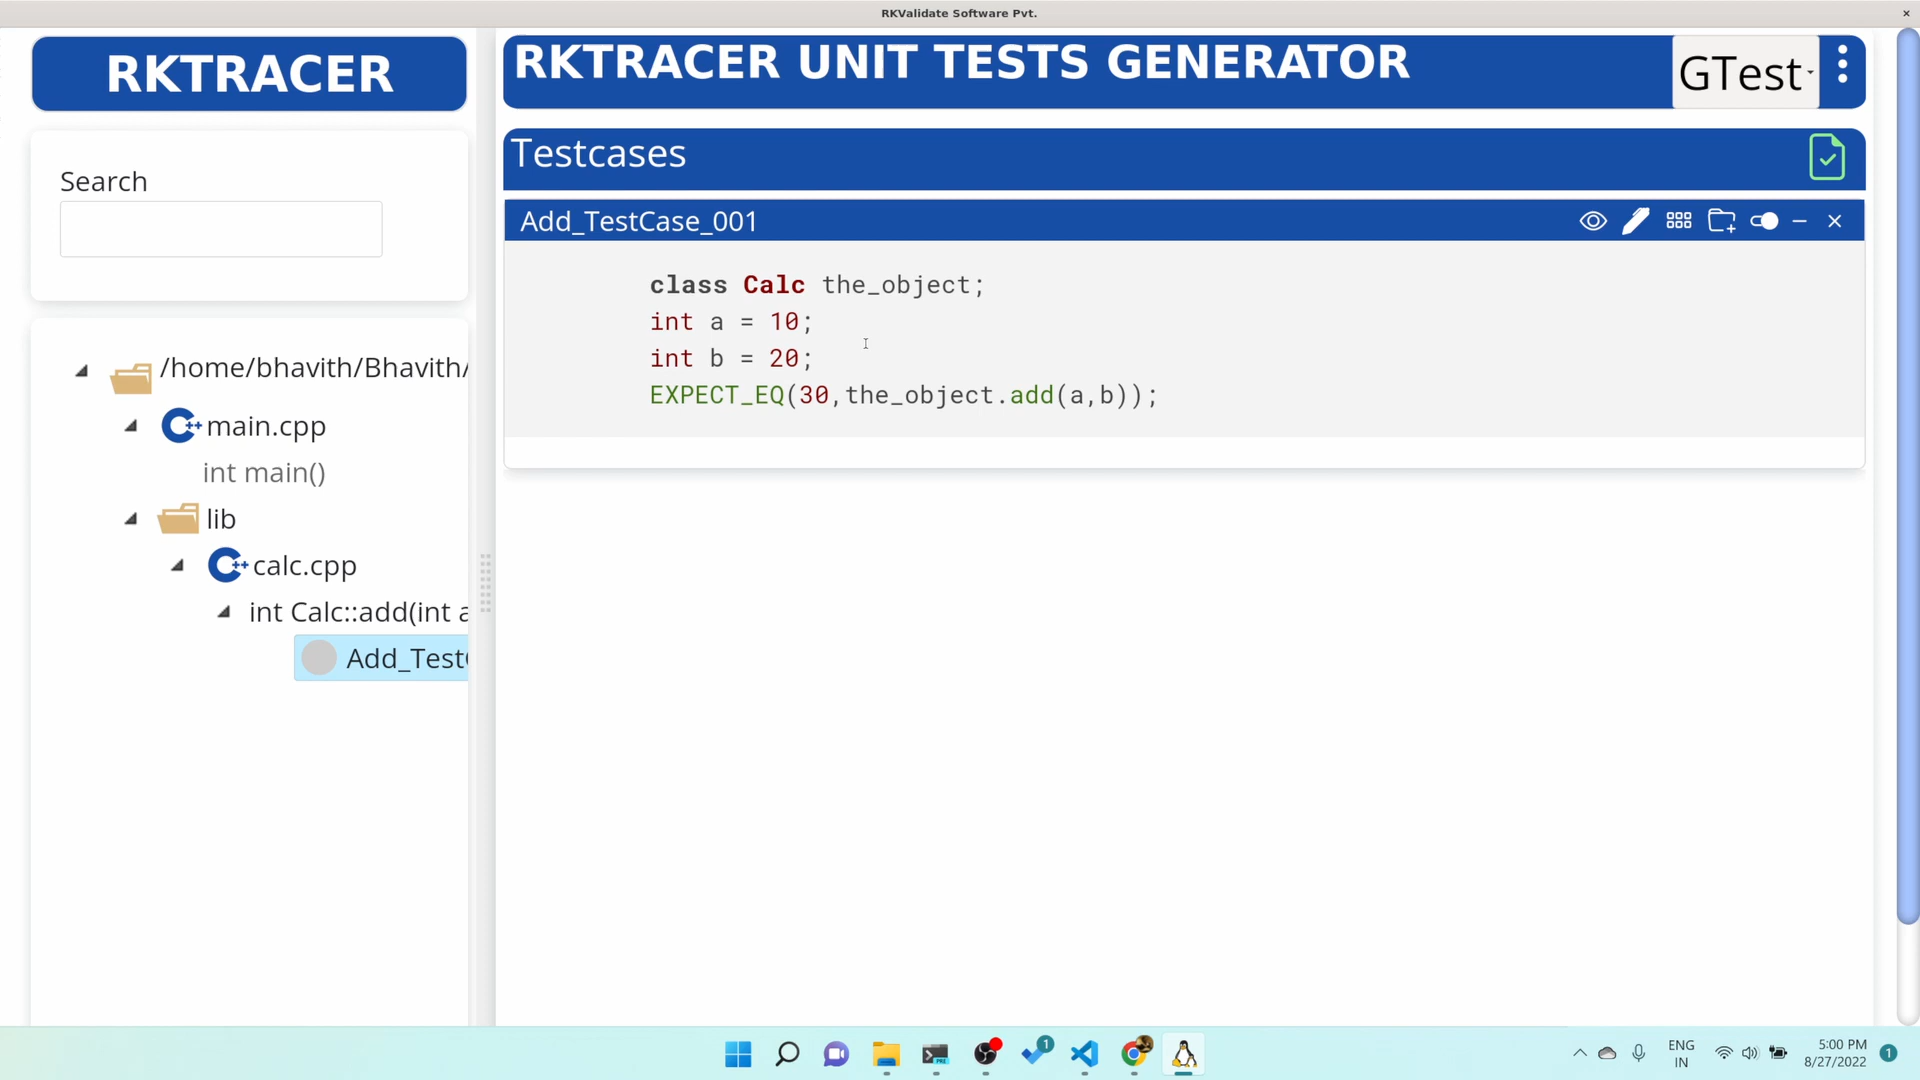 RKValidate Software Pvt.
RKTRACER
Search
/home/bhavith/Bhavith/
main.cpp
int main()
lib
calc.cpp
int Calc::add(int a
Add_Test
RKTRACER UNIT TESTS GENERATOR
GTest
Testcases
Add_TestCase_001
class Calc the_object;
int a = 10;
int b = 20;
EXPECT_EQ(30,the_object.add(a,b));
1
ENG
IN
5:00 PM
8/27/2022
1